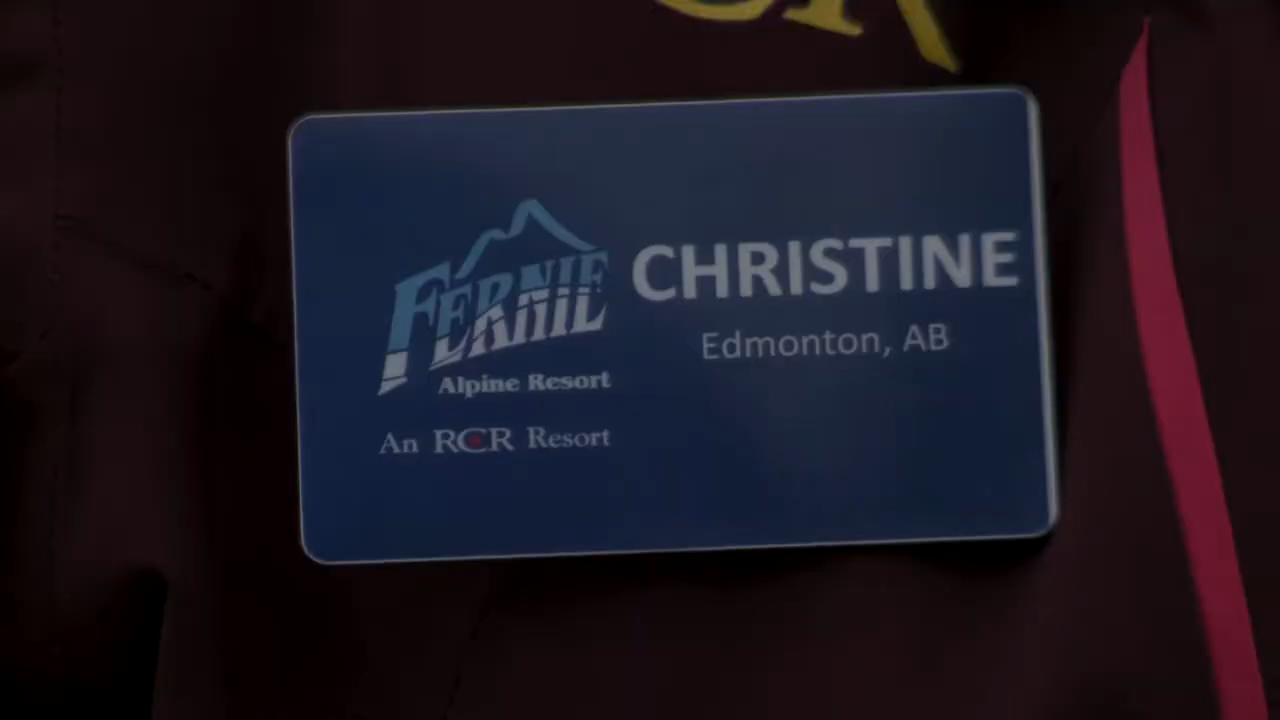 FERNIE
Alpine Resort
An RCR Resort
CHRISTINE
Edmonton, AB